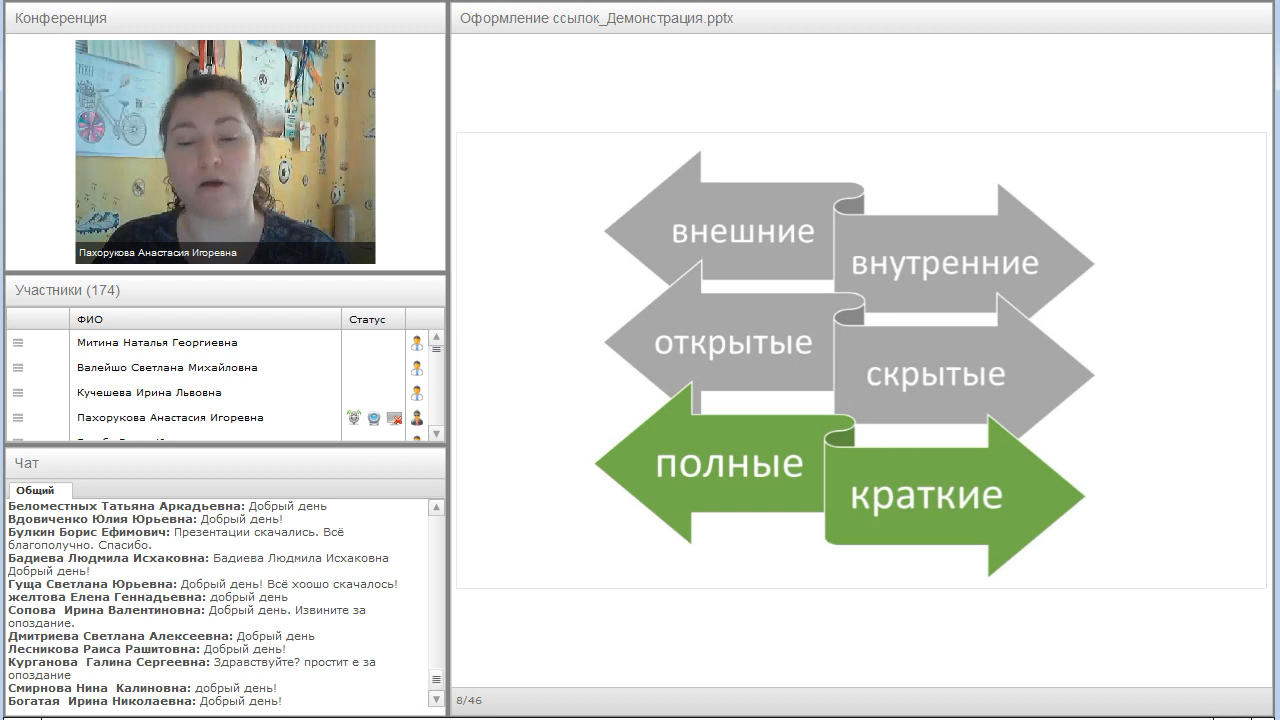 Конференция
Пахорукова Анастасия Игоревна
Участники (174)
ФИО Статус
Митина Наталья Георгиевна
Валейшо Светлана Михайловна
Кучешева Ирина Львовна
Пахорукова Анастасия Игоревна
Чат
Общий
Беломестных Татьяна Аркадьевна: Добрый день
Вдовиченко Юлия Юрьевна: Добрый день!
Булкин Борис Ефимович: Презентации скачались. Всё
благополучно. Спасибо.
Бадиева Людмила Исхаковна: Бадиева Людмила Исхаковна
Добрый день!
Гуща Светлана Юрьевна: Добрый день! Всё хоошо скачалось!
желтова Елена Геннадьевна: добрый день
Сопова Ирина Валентиновна: Добрый день. Извините за
опоздание.
Дмитриева Светлана Алексеевна: Добрый день
Лесникова Раиса Рашитовна: Добрый день!
Курганова Галина Сергеевна: Здравствуйте? простит е за
опоздание
Смирнова Нина Калиновна: добрый день!
Богатая Ирина Николаевна: Добрый день!
Оформление ссылок_Демонстрация.pptx
внешние
внутренние
открытые
скрытые
полные
краткие
8/46